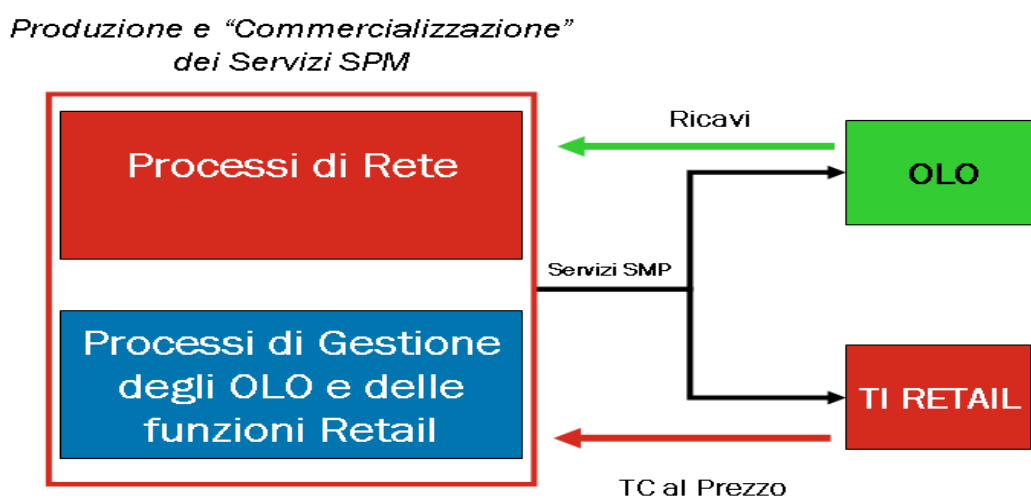 Produzione e “Commercializzazione”
dei Servizi SPM
Processi di Rete
Processi di Gestione
degli OLO e delle
funzioni Retail
Servizi SMP
Ricavi
OLO
TI RETAIL
TC al Prezzo